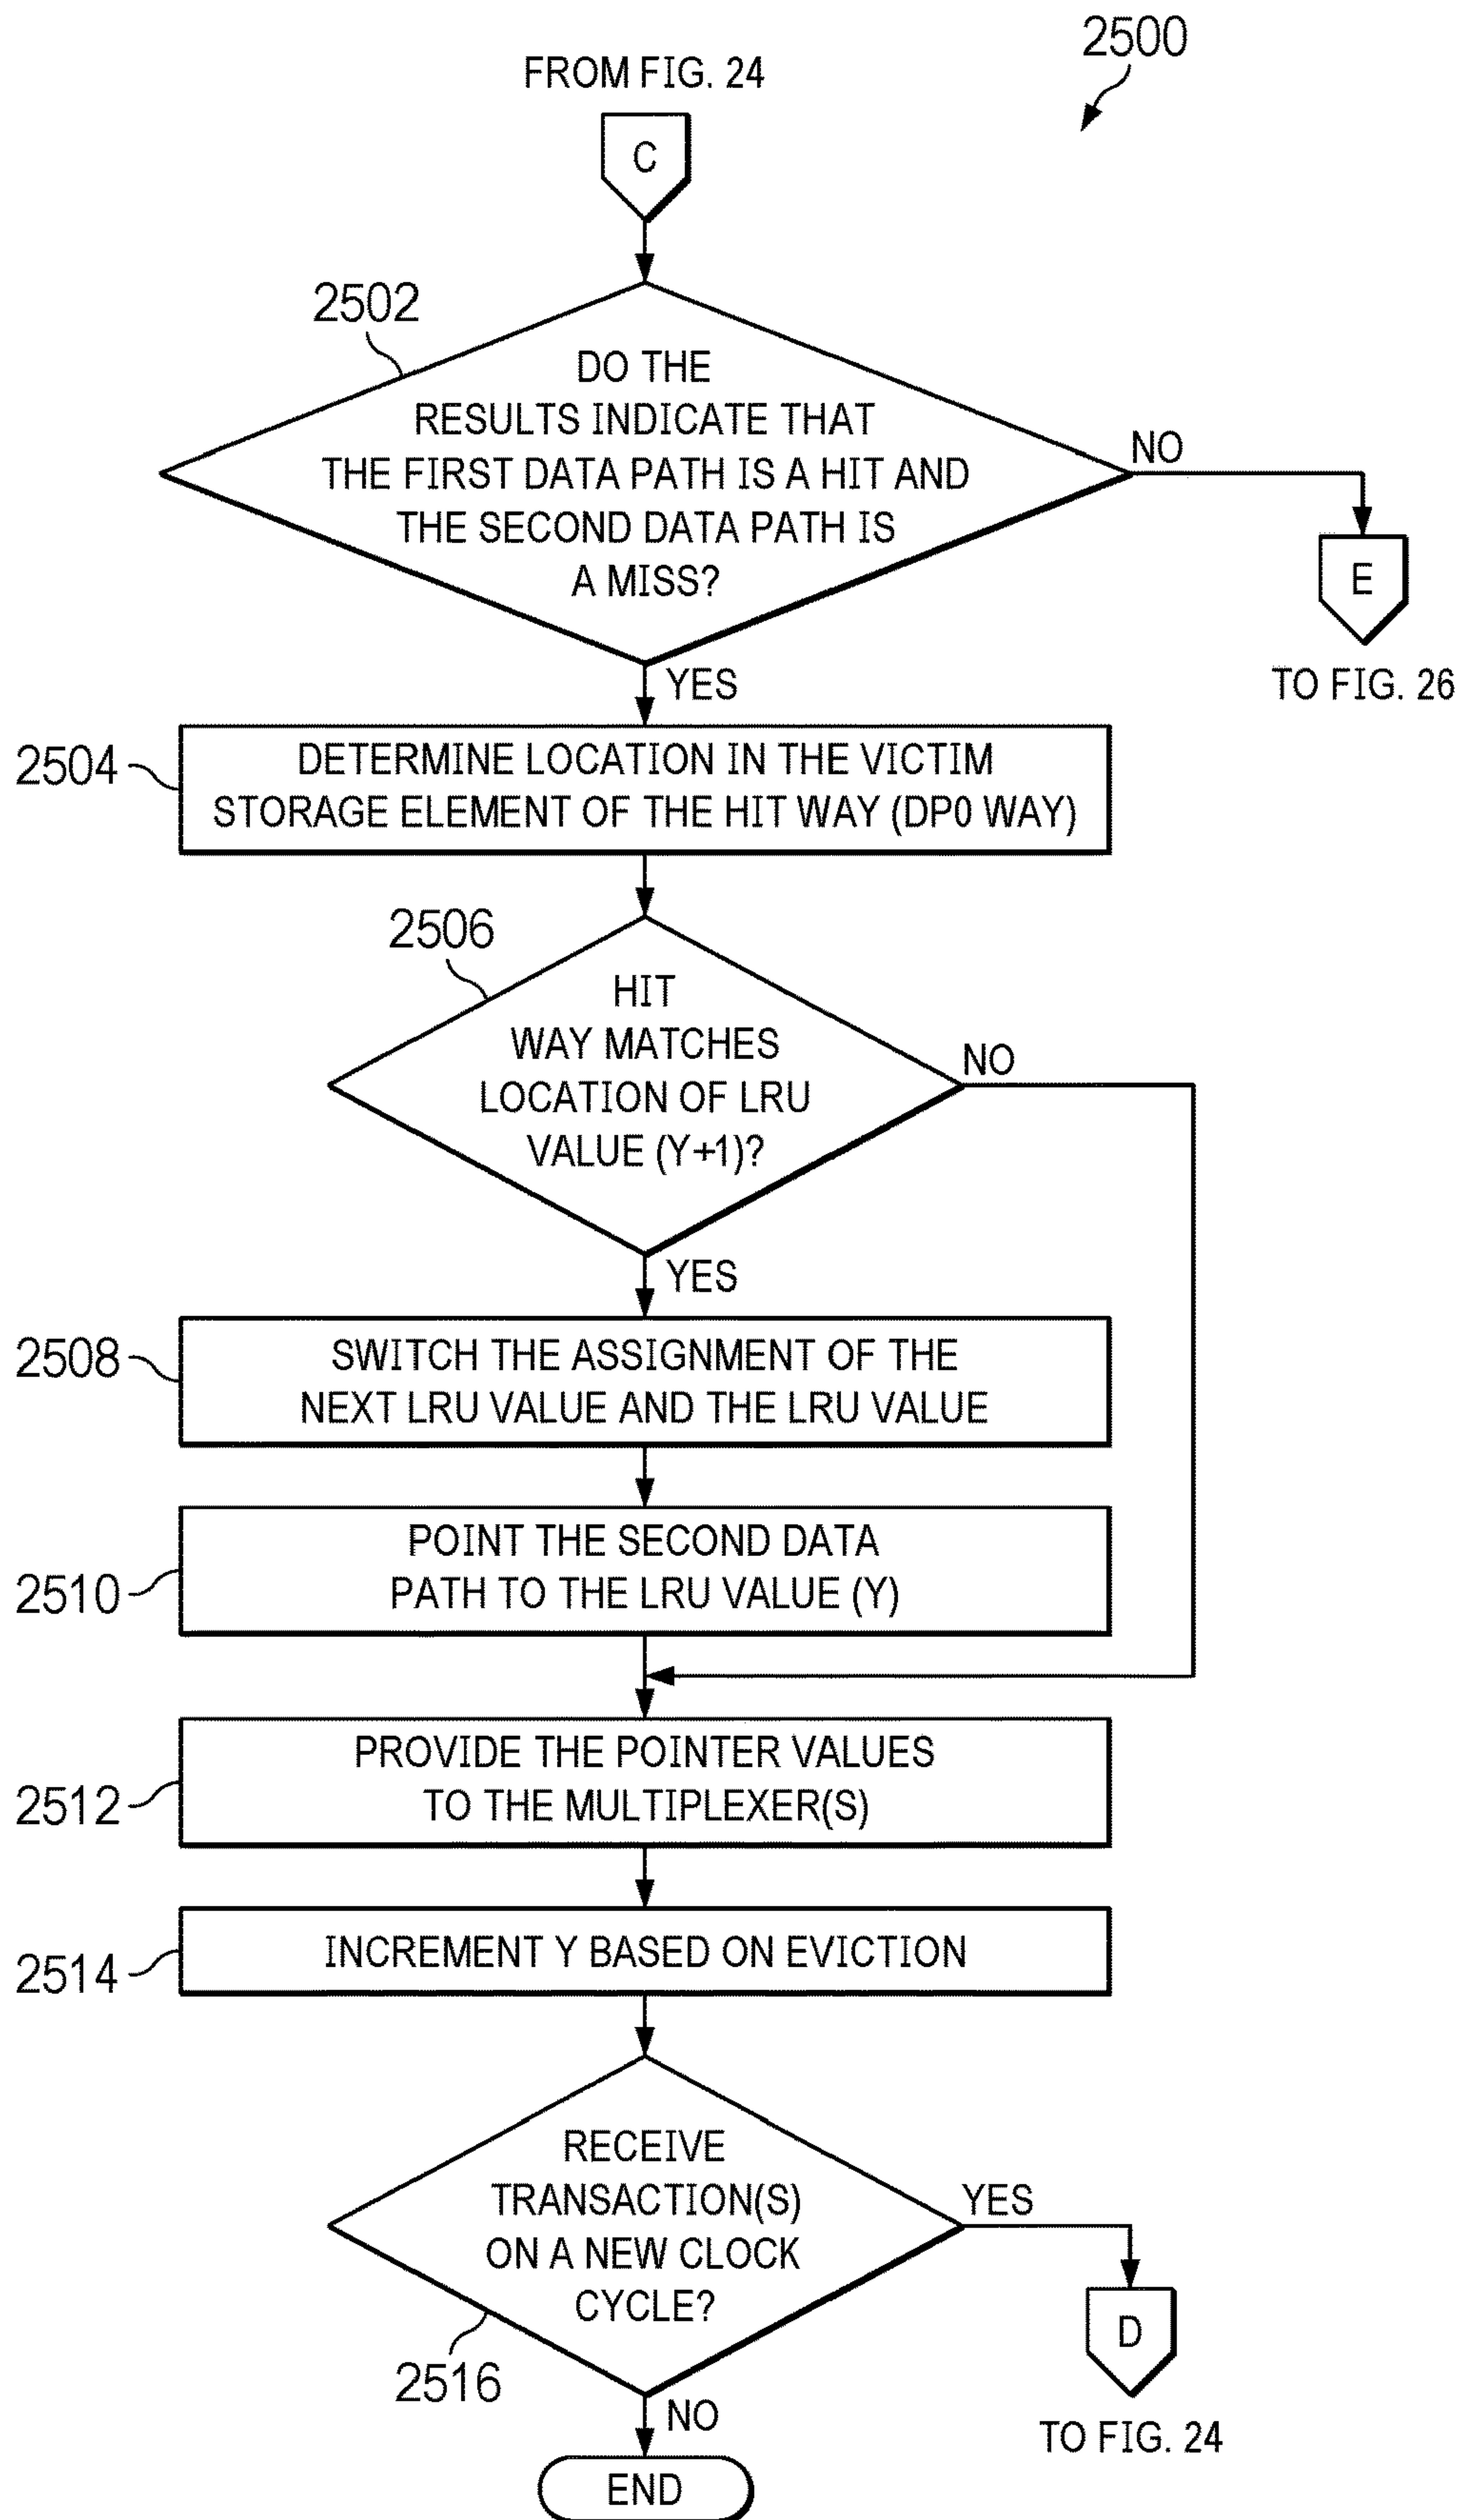 2500
FROM FIG. 24
C
2502
DO THE
RESULTS INDICATE THAT
THE FIRST DATA PATH IS A HIT AND
THE SECOND DATA PATH IS
A MISS?
NO
E
TO FIG. 26
YES
2504
DETERMINE LOCATION IN THE VICTIM
STORAGE ELEMENT OF THE HIT WAY (DP0 WAY)
2506
HIT
WAY MATCHES
LOCATION OF LRU
VALUE (Y+1)?
NO
YES
2508
SWITCH THE ASSIGNMENT OF THE
NEXT LRU VALUE AND THE LRU VALUE
2510
POINT THE SECOND DATA
PATH TO THE LRU VALUE (Y)
2512
PROVIDE THE POINTER VALUES
TO THE MULTIPLEXER(S)
2514
INCREMENT Y BASED ON EVICTION
RECEIVE
TRANSACTION(S)
ON A NEW CLOCK
CYCLE?
YES
D
TO FIG. 24
2516
NO
END